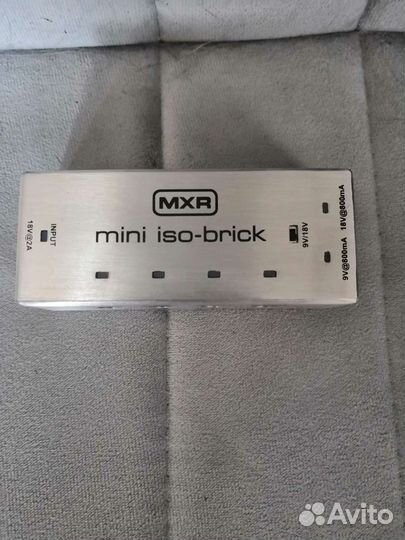 MXR
mini iso-brick
INPUT
18V@2A
9V/18V
9V@800mA
18V@800mA
Avito